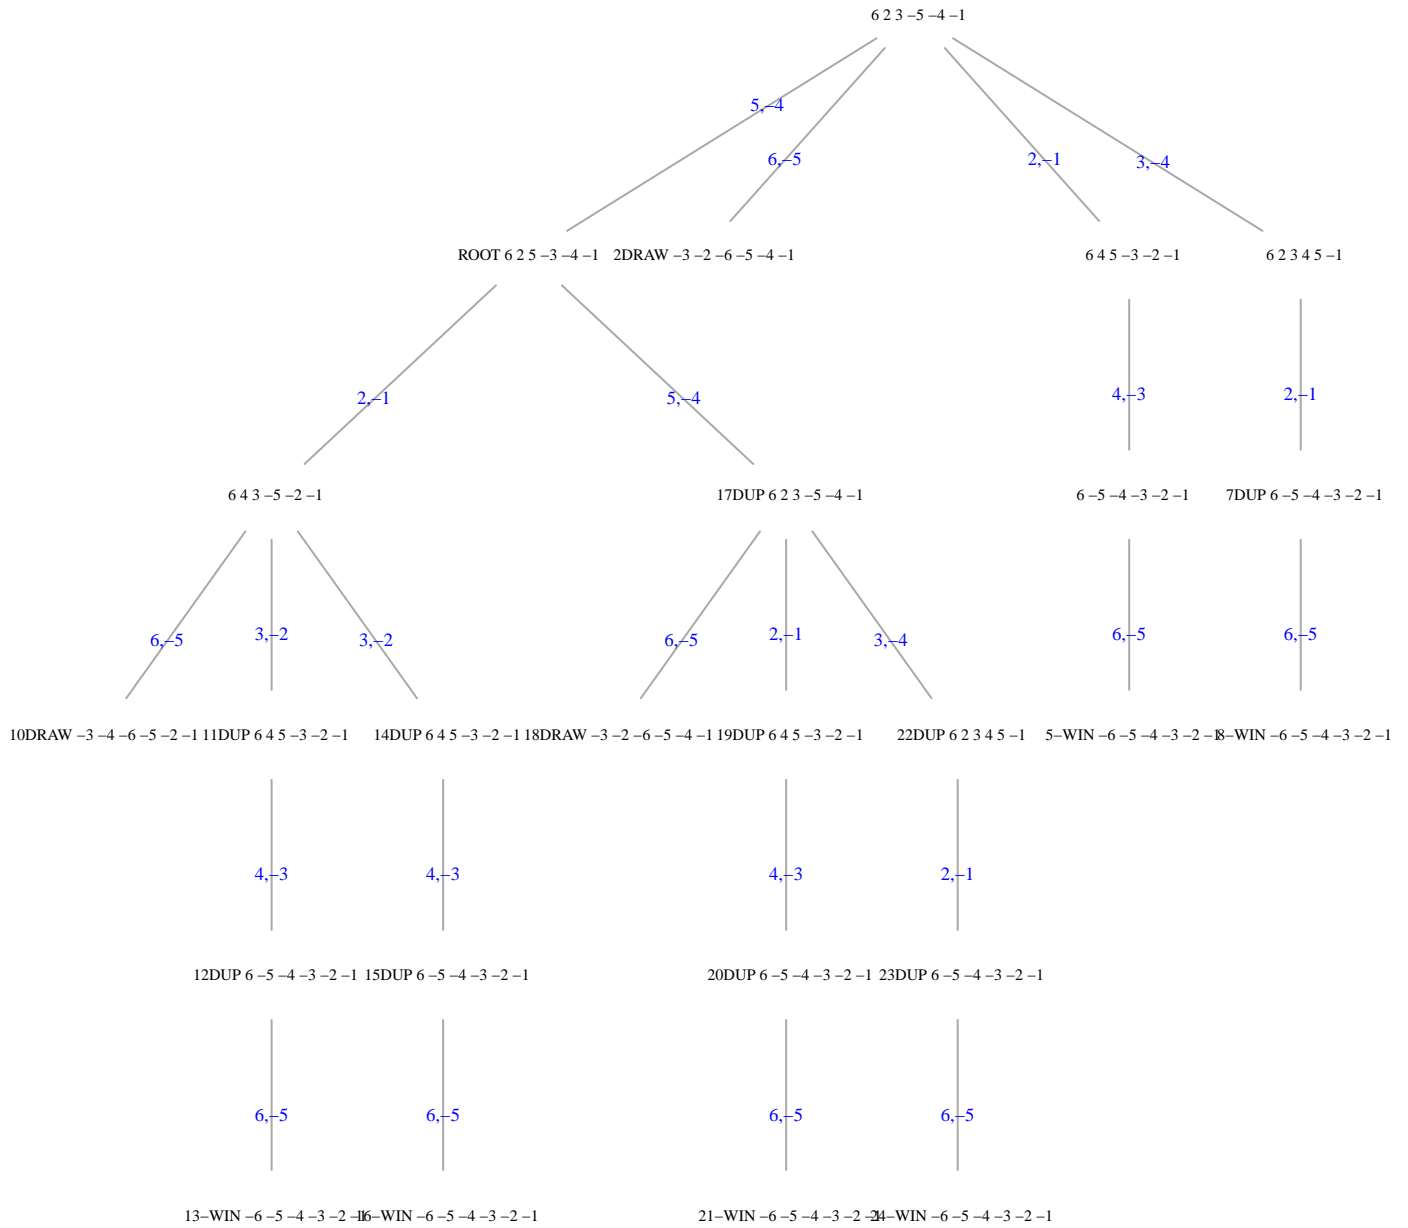 6 2 3 −5 −4 −1
5,−4
6,−5
2,−1
3,−4
ROOT 6 2 5 −3 −4 −1
2DRAW −3 −2 −6 −5 −4 −1
6 4 5 −3 −2 −1
6 2 3 4 5 −1
2,−1
5,−4
4,−3
2,−1
6 4 3 −5 −2 −1
17DUP 6 2 3 −5 −4 −1
6 −5 −4 −3 −2 −1
7DUP 6 −5 −4 −3 −2 −1
6,−5
3,−2
3,−2
6,−5
2,−1
3,−4
6,−5
6,−5
10DRAW −3 −4 −6 −5 −2 −1
11DUP 6 4 5 −3 −2 −1
14DUP 6 4 5 −3 −2 −1
18DRAW −3 −2 −6 −5 −4 −1
19DUP 6 4 5 −3 −2 −1
22DUP 6 2 3 4 5 −1
5−WIN −6 −5 −4 −3 −2 −1
8−WIN −6 −5 −4 −3 −2 −1
4,−3
4,−3
4,−3
2,−1
12DUP 6 −5 −4 −3 −2 −1
15DUP 6 −5 −4 −3 −2 −1
20DUP 6 −5 −4 −3 −2 −1
23DUP 6 −5 −4 −3 −2 −1
6,−5
6,−5
6,−5
6,−5
13−WIN −6 −5 −4 −3 −2 −1
16−WIN −6 −5 −4 −3 −2 −1
21−WIN −6 −5 −4 −3 −2 −1
24−WIN −6 −5 −4 −3 −2 −1